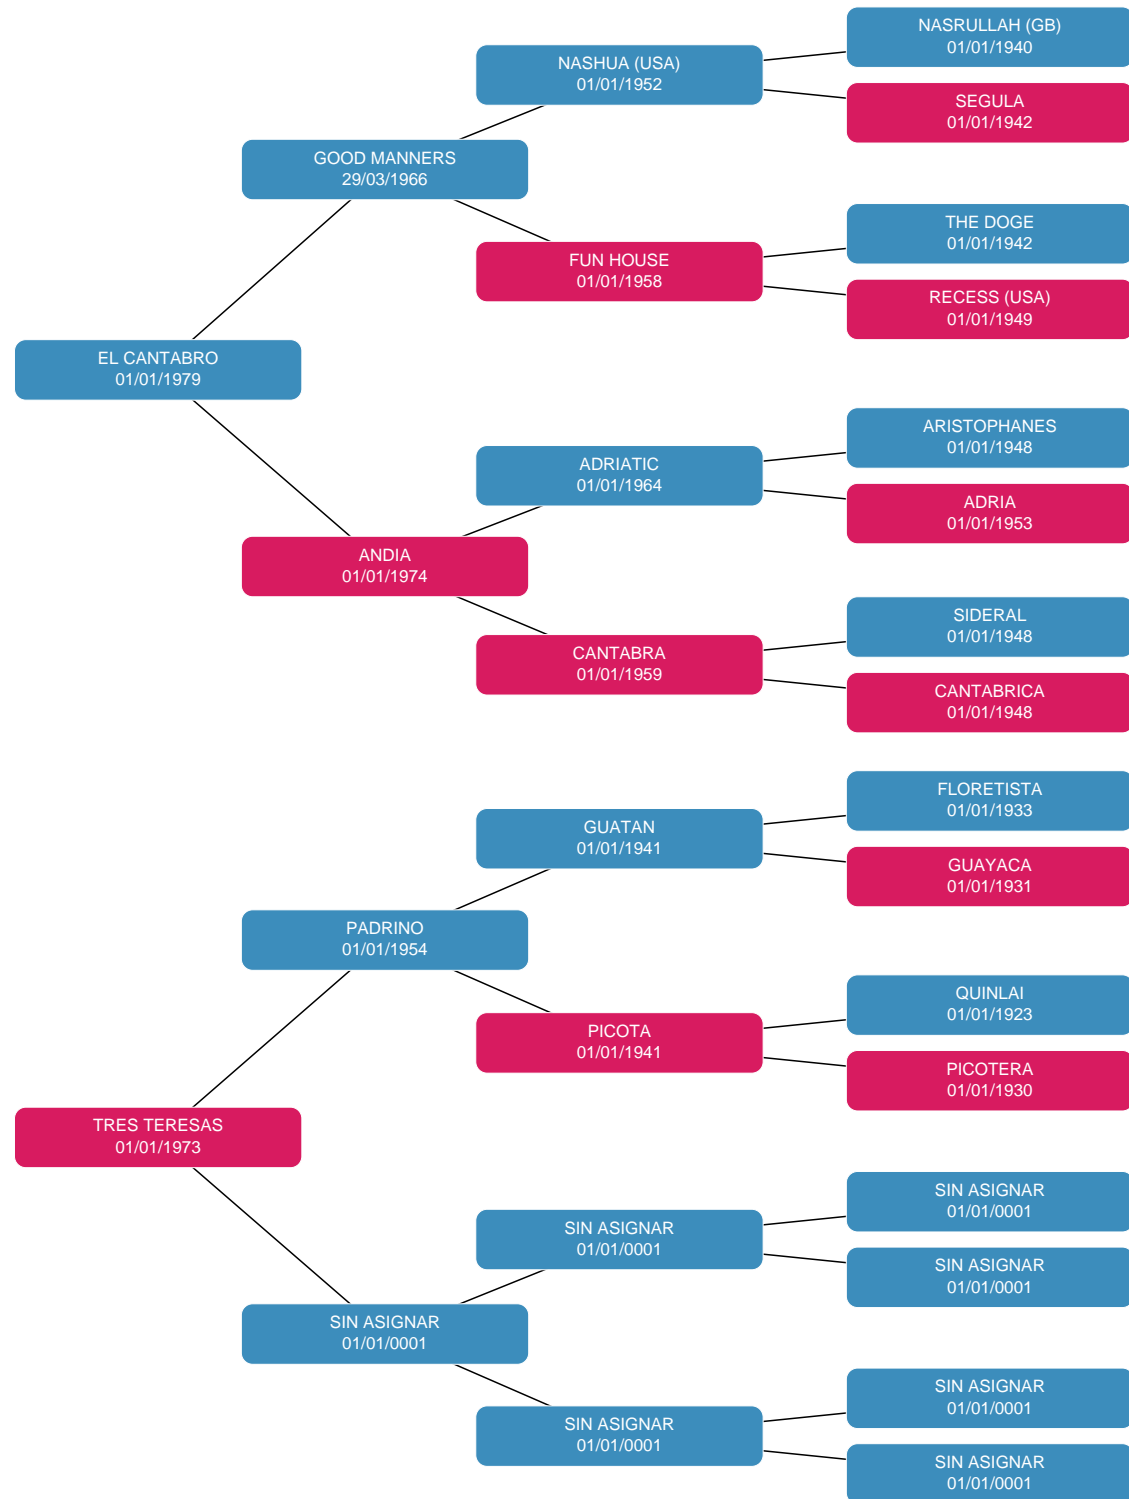 NASRULLAH (GB)
01/01/1940
NASHUA (USA)
01/01/1952
SEGULA
01/01/1942
GOOD MANNERS
29/03/1966
THE DOGE
01/01/1942
FUN HOUSE
01/01/1958
RECESS (USA)
01/01/1949
EL CANTABRO
01/01/1979
ARISTOPHANES
01/01/1948
ADRIATIC
01/01/1964
ADRIA
01/01/1953
ANDIA
01/01/1974
SIDERAL
01/01/1948
CANTABRA
01/01/1959
CANTABRICA
01/01/1948
FLORETISTA
01/01/1933
GUATAN
01/01/1941
GUAYACA
01/01/1931
PADRINO
01/01/1954
QUINLAI
01/01/1923
PICOTA
01/01/1941
PICOTERA
01/01/1930
TRES TERESAS
01/01/1973
SIN ASIGNAR
01/01/0001
SIN ASIGNAR
01/01/0001
SIN ASIGNAR
01/01/0001
SIN ASIGNAR
01/01/0001
SIN ASIGNAR
01/01/0001
SIN ASIGNAR
01/01/0001
SIN ASIGNAR
01/01/0001